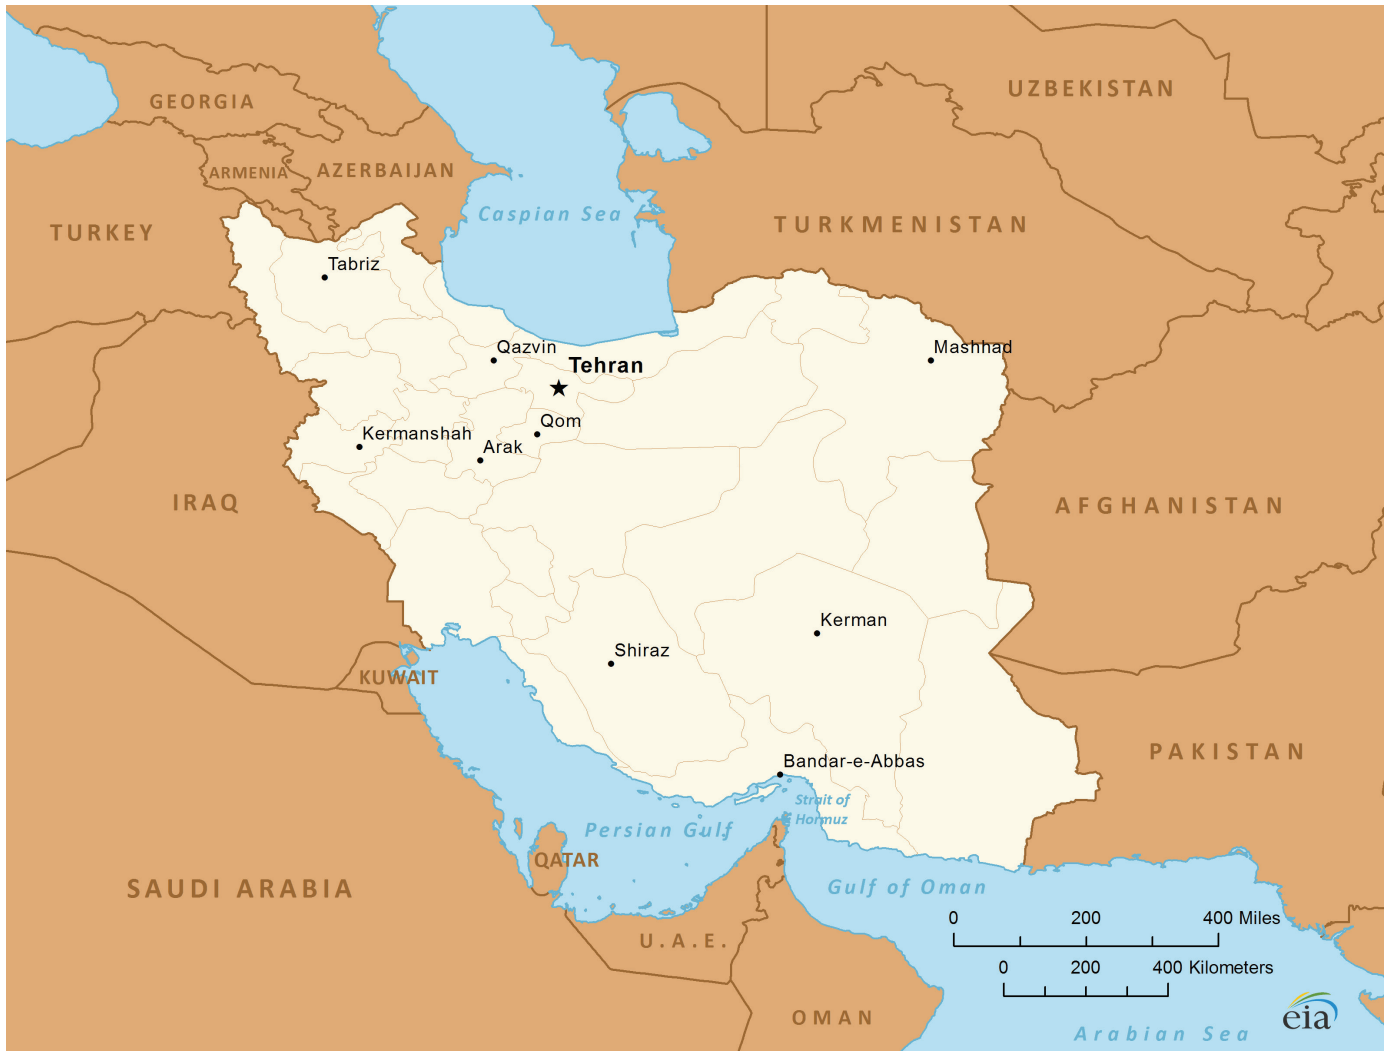 UZBEKISTAN
GEORGIA
ARMENIA
AZERBAIJAN
Caspian Sea
TURKMENISTAN
TURKEY
Tabriz
Qazvin
Tehran
Mashhad
Qom
Kermanshah
Arak
IRAQ
AFGHANISTAN
Kerman
Shiraz
KUWAIT
PAKISTAN
Bandar-e-Abbas
Strait of
Hormuz
Persian Gulf
QATAR
SAUDI ARABIA
Gulf of Oman
U.A.E.
0 200 400 Miles
0 200 400 Kilometers
OMAN
eia
Arabian Sea